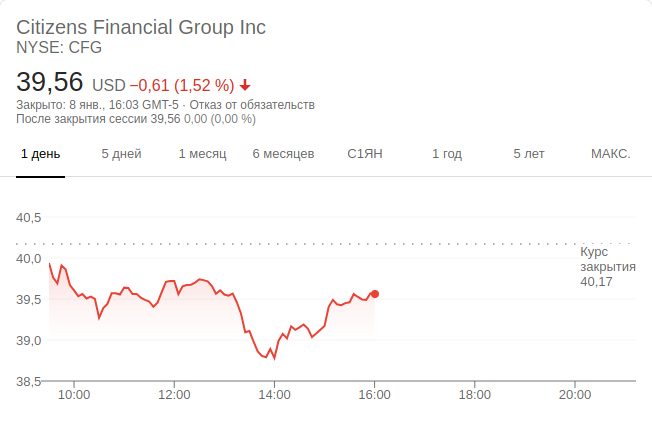 Citizens Financial Group Inc
NYSE: CFG
39,56 USD −0,61 (1,52 %)
Закрыто: 8 янв., 16:03 GMT-5 · Отказ от обязательств
После закрытия сессии 39,56 0,00 (0,00 %)
1 день 5 дней 1 месяц 6 месяцев С1ЯН 1 год 5 лет МАКС.
40,5
40,0
39,5
39,0
38,5
Курс
закрытия
40,17
10:00 12:00 14:00 16:00 18:00 20:00